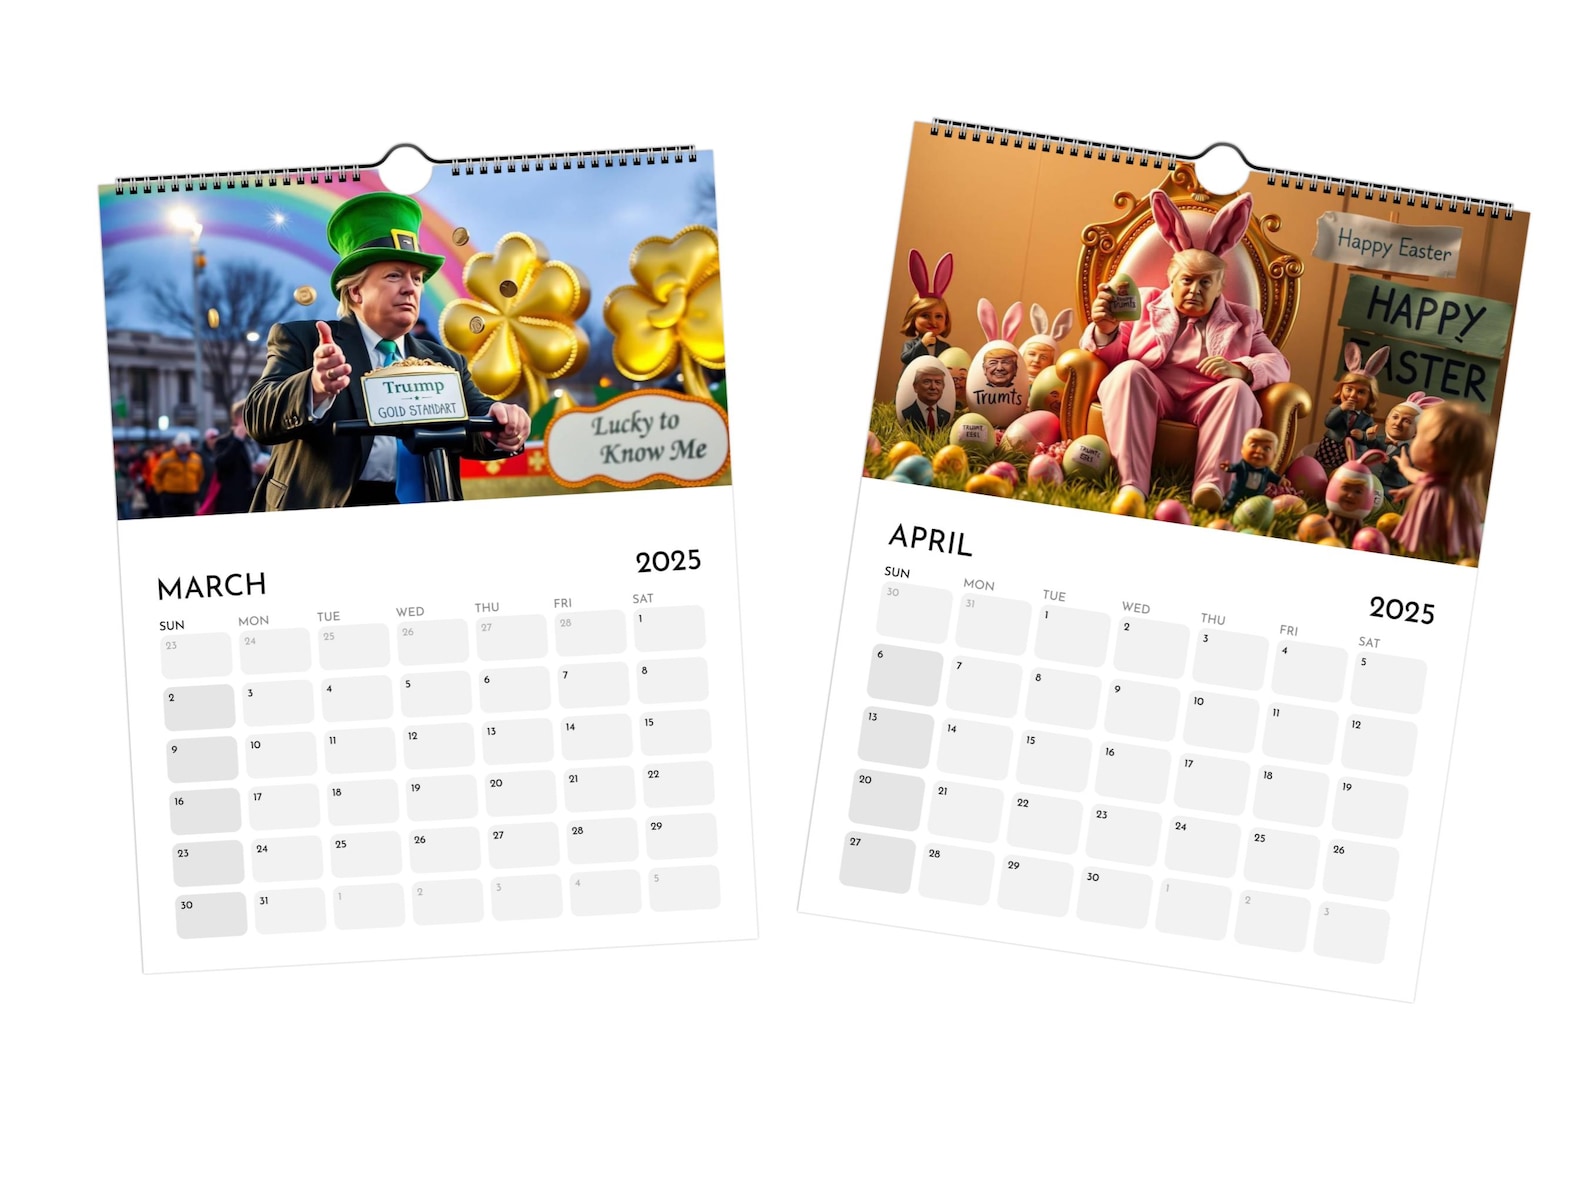 Trump
GOLD STANDART
Lucky to
Know Me
MARCH
2025
SUN MON TUE WED THU FRI SAT
23 24 25 26 27 28 1
2 3 4 5 6 7 8
9 10 11 12 13 14 15
16 17 18 19 20 21 22
23 24 25 26 27 28 29
30 31 1 2 3 4 5
Happy Easter
HAPPY
EASTER
Trumts
Trumts
APRIL
2025
SUN MON TUE WED THU FRI SAT
30 31 1 2 3 4 5
6 7 8 9 10 11 12
13 14 15 16 17 18 19
20 21 22 23 24 25 26
27 28 29 30 1 2 3